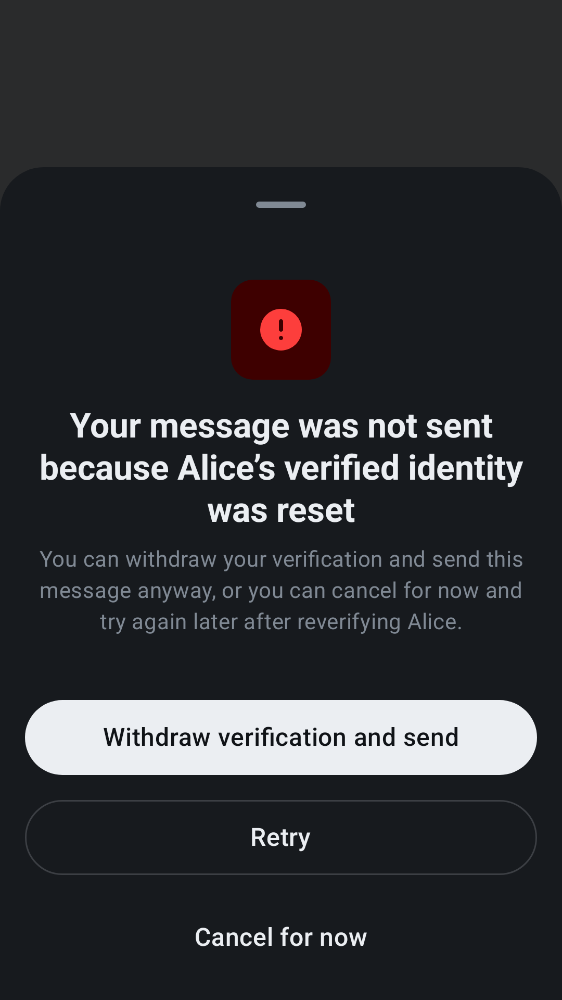 Your message was not sent
because Alice’s verified identity
was reset
You can withdraw your verification and send this
message anyway, or you can cancel for now and
try again later after reverifying Alice.
Withdraw verification and send
Retry
Cancel for now